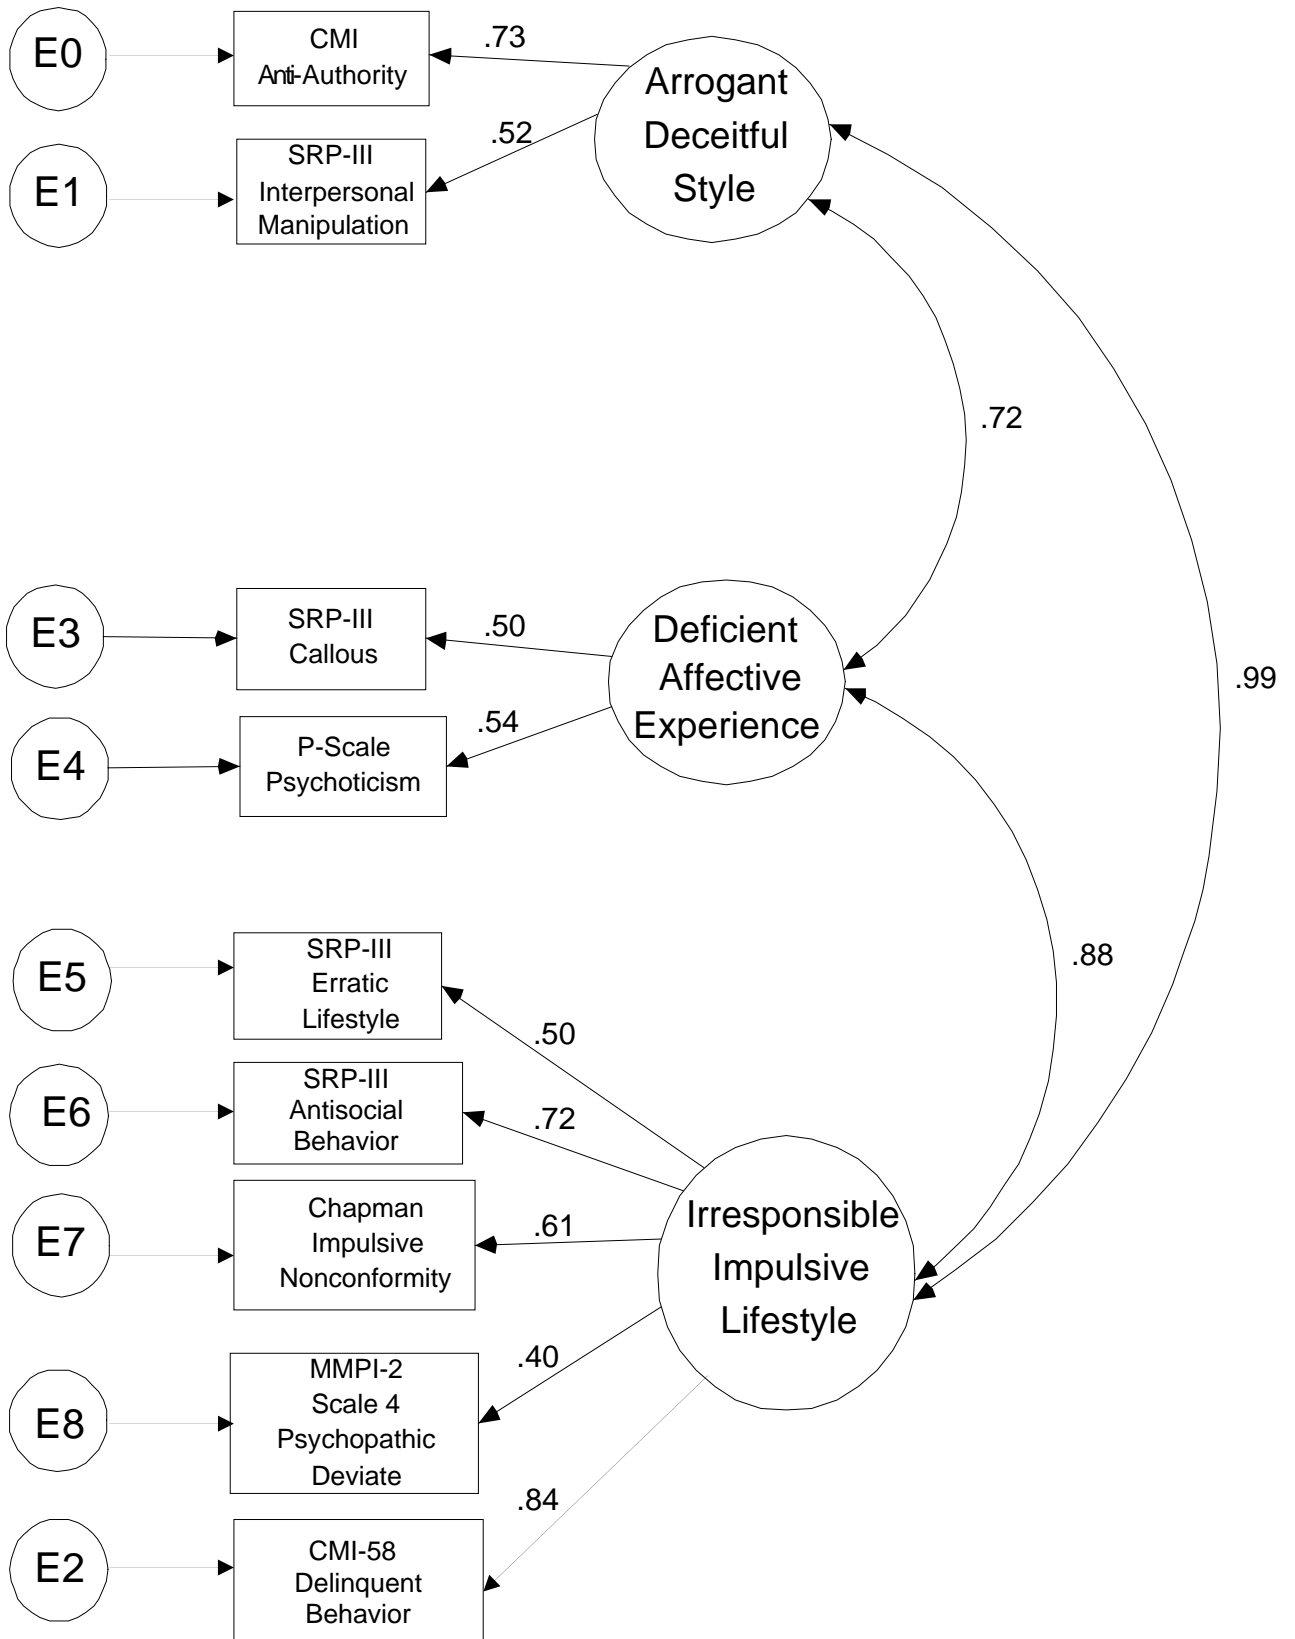 E0
CMI
Anti-Authority
.73
Arrogant
Deceitful
Style
E1
SRP-III
Interpersonal
Manipulation
.52
.72
.99
E3
SRP-III
Callous
.50
Deficient
Affective
Experience
E4
P-Scale
Psychoticism
.54
.88
E5
SRP-III
Erratic
Lifestyle
.50
E6
SRP-III
Antisocial
Behavior
.72
E7
Chapman
Impulsive
Nonconformity
.61
Irresponsible
Impulsive
Lifestyle
E8
MMPI-2
Scale 4
Psychopathic
Deviate
.40
E2
CMI-58
Delinquent
Behavior
.84